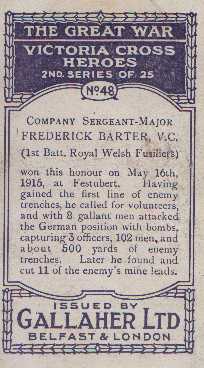 THE GREAT WAR
VICTORIA CROSS
HEROES
2ND. SERIES OF 25
No 48
COMPANY SERGEANT-MAJOR
FREDERICK BARTER, V.C.
(1st Batt. Royal Welsh Fusiliers)
won this honour on May 16th,
1915, at Festubert. Having
gained the first line of enemy
trenches, he called for volunteers,
and with 8 gallant men attacked
the German position with bombs,
capturing 3 officers, 102 men, and
about 500 yards of enemy
trenches. Later he found and
cut 11 of the enemy's mine leads.
ISSUED BY
GALLAHER LTD
BELFAST & LONDON